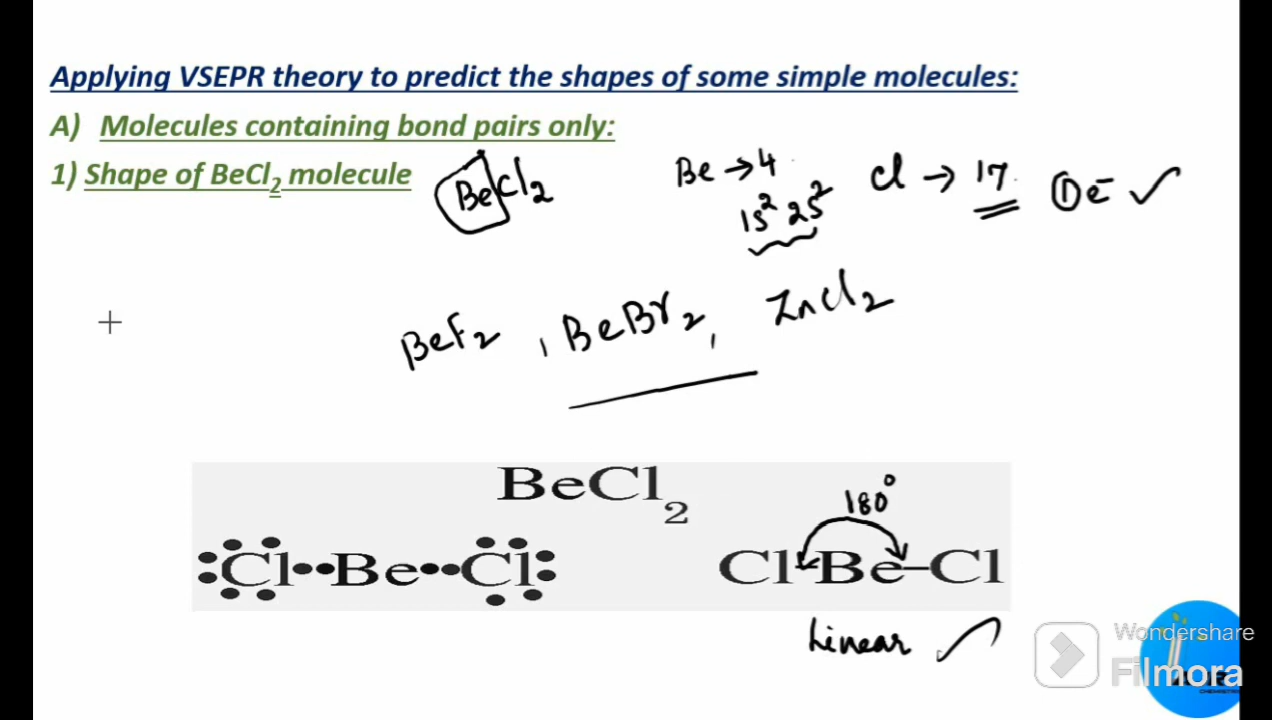 Applying VSEPR theory to predict the shapes of some simple molecules:
A) Molecules containing bond pairs only:
1) Shape of BeCl₂ molecule
BeCl₂
Be → 4
1s² 2s²
Cl → 17
① e⁻ ✓
BeF₂, BeBr₂, ZnCl₂
BeCl₂
Cl••Be••Cl
180°
Cl-Be-Cl
Linear ✓
Wondershare
Filmora
CHEMISTRY